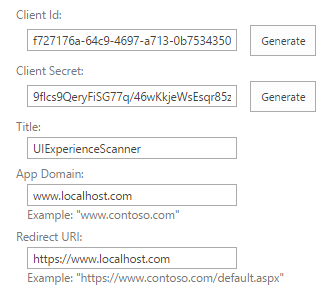 Client Id:
f727176a-64c9-4697-a713-0b7534350
Generate
Client Secret:
9fIcs9QeryFiSG77q/46wKkjeWsEsqr85z
Generate
Title:
UIExperienceScanner
App Domain:
www.localhost.com
Example: "www.contoso.com"
Redirect URI:
https://www.localhost.com
Example: "https://www.contoso.com/default.aspx"